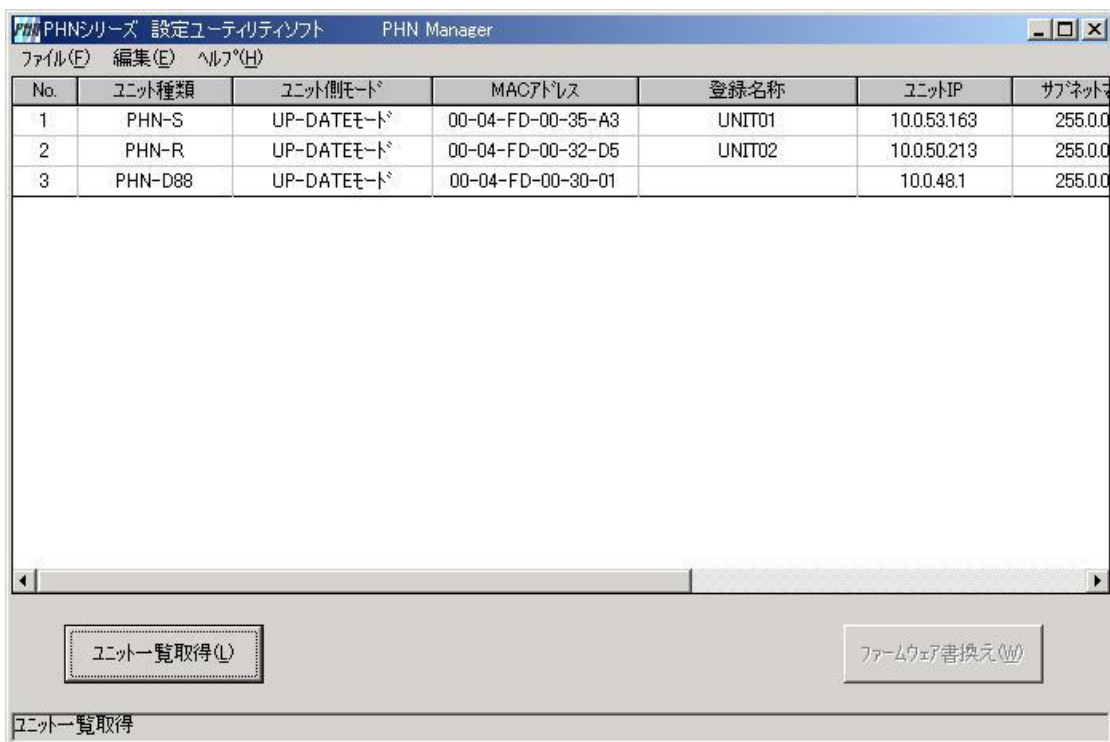 PHN PHNシリーズ 設定ユーティリティソフト PHN Manager
ファイル(F) 編集(E) ﾍﾙﾌﾟ(H)
No. ﾕﾆｯﾄ種類 ﾕﾆｯﾄ側ﾓｰﾄﾞ MACｱﾄﾞﾚｽ 登録名称 ﾕﾆｯﾄIP ｻﾌﾞﾈｯﾄﾏ
1 PHN-S UP-DATEﾓｰﾄﾞ 00-04-FD-00-35-A3 UNIT01 10.0.53.163 255.0.0
2 PHN-R UP-DATEﾓｰﾄﾞ 00-04-FD-00-32-D5 UNIT02 10.0.50.213 255.0.0
3 PHN-D88 UP-DATEﾓｰﾄﾞ 00-04-FD-00-30-01 10.0.48.1 255.0.0
ﾕﾆｯﾄ一覧取得(L) ﾌｧｰﾑｳｪｱ書換え(W)
ﾕﾆｯﾄ一覧取得